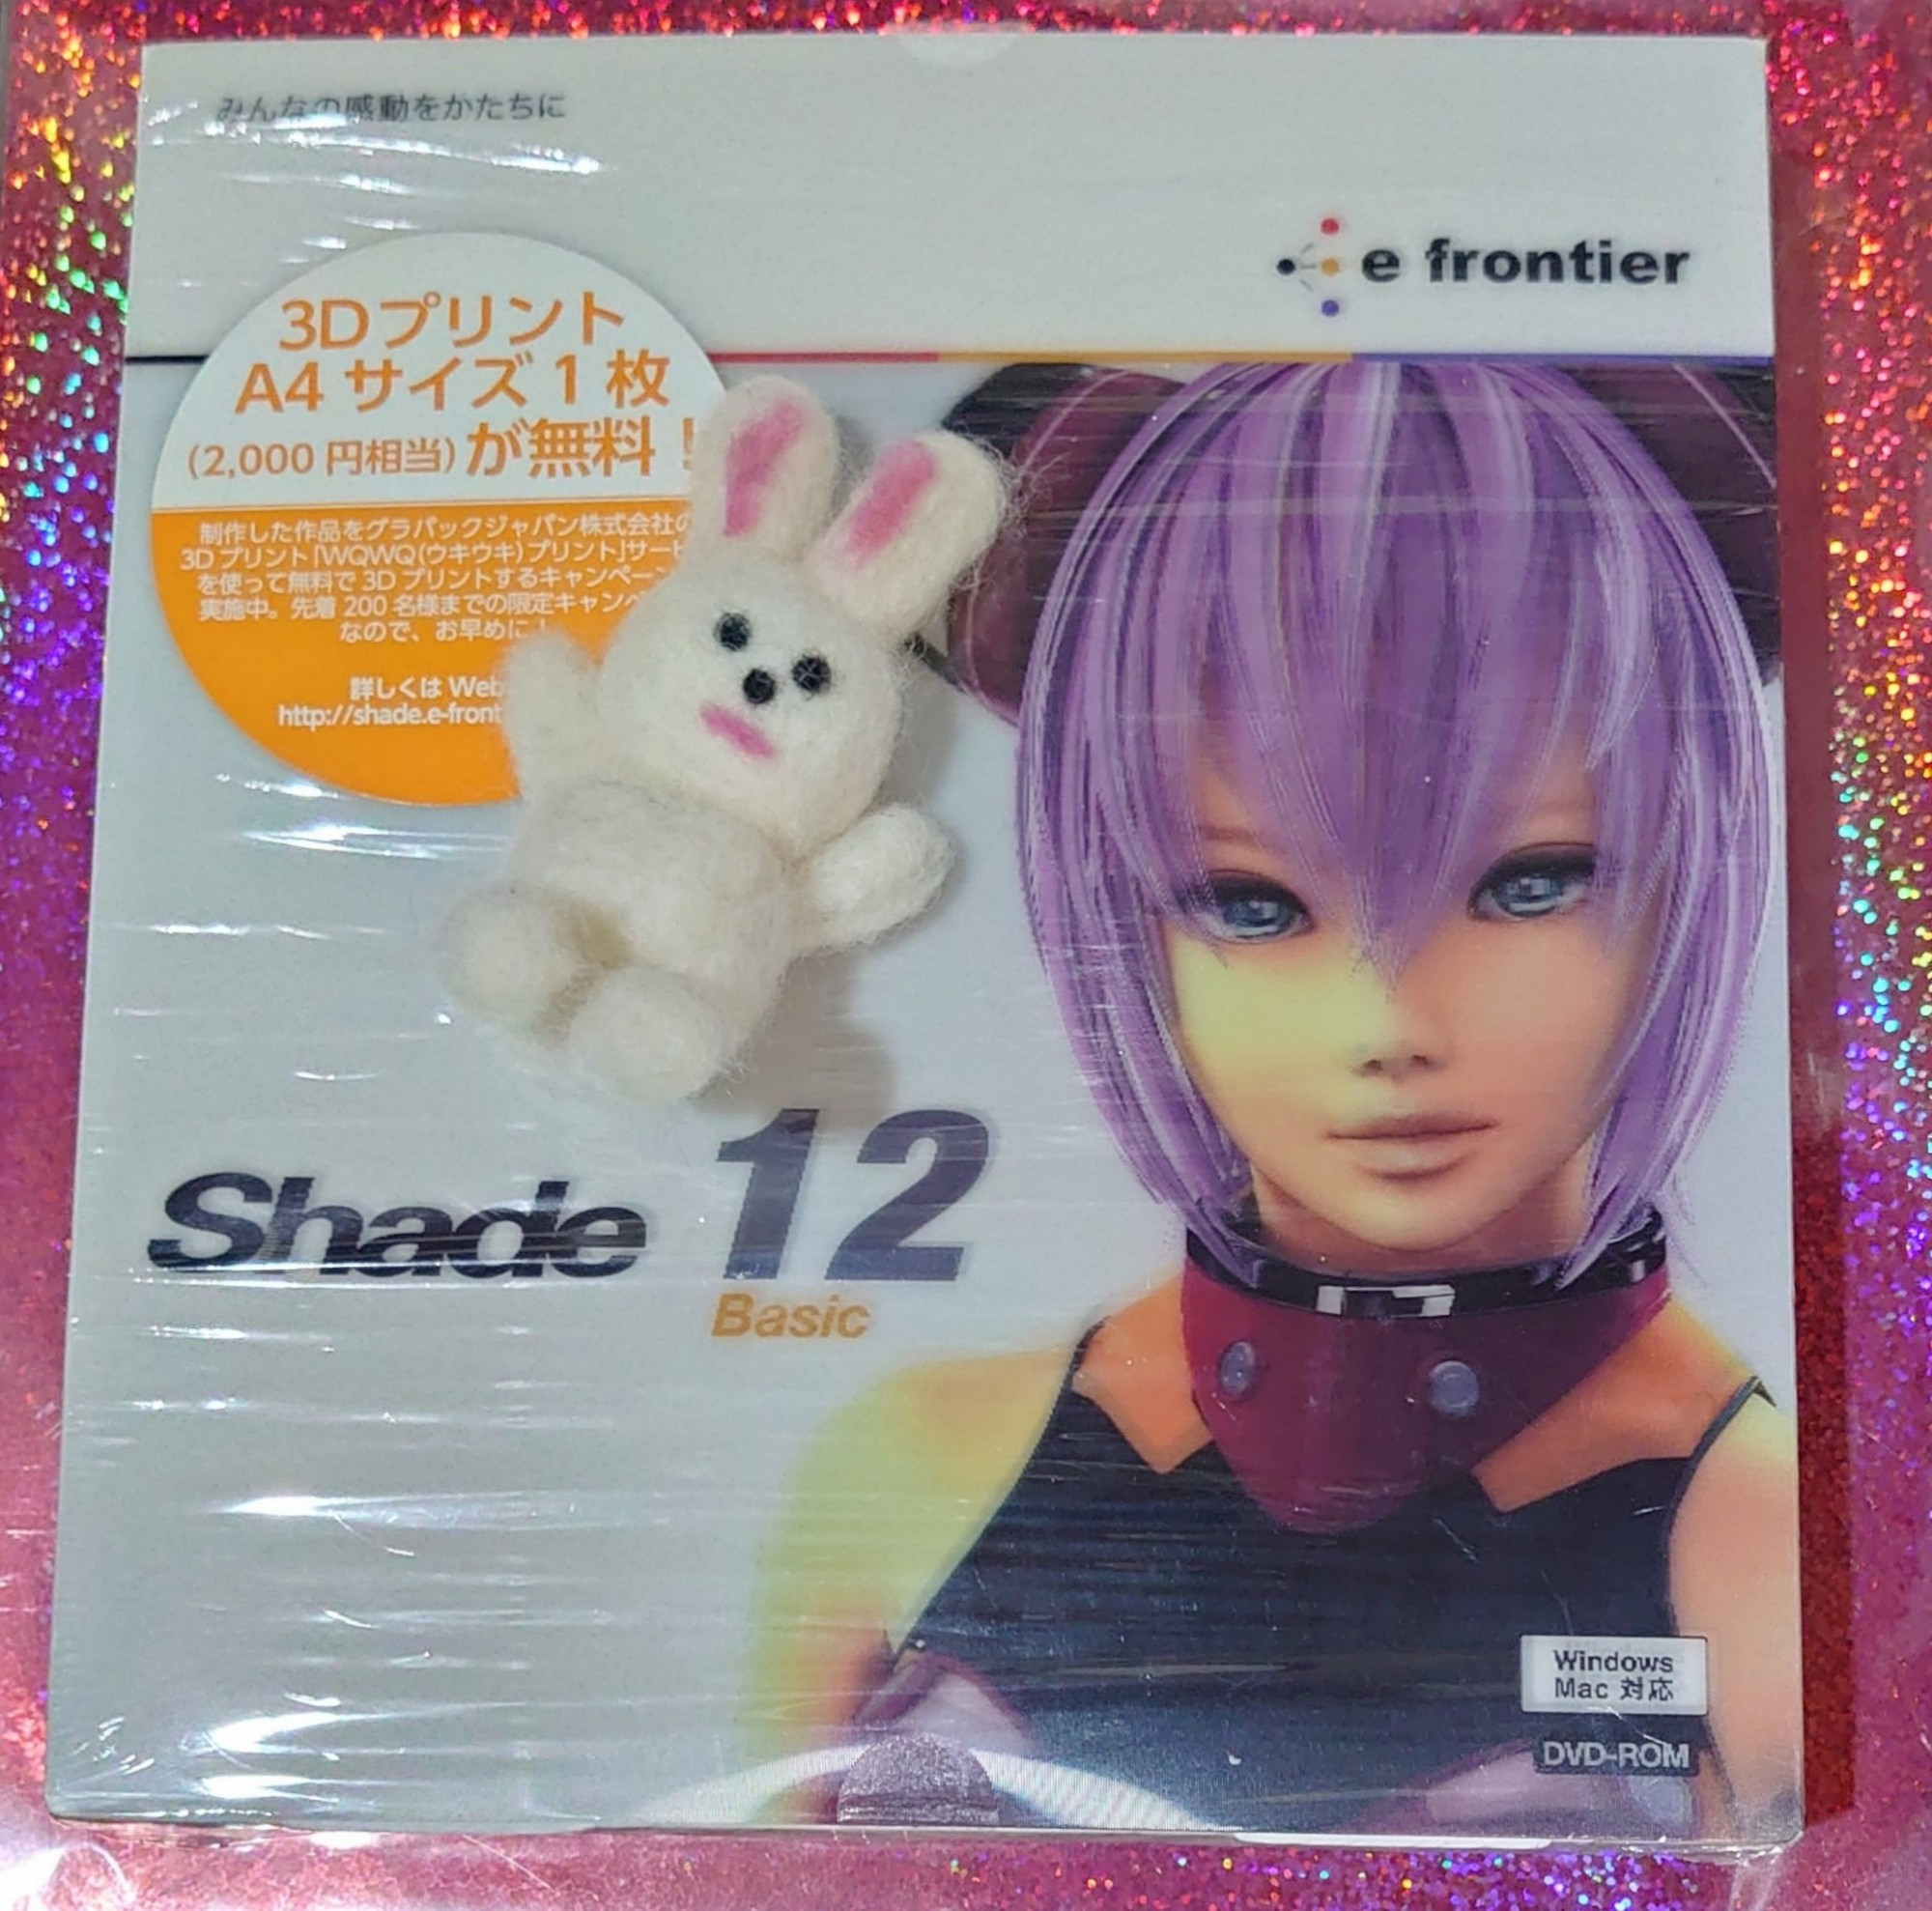 みんなの感動をかたちに
e frontier
3Dプリント
A4 サイズ 1 枚
(2,000 円相当) が無料！
制作した作品をグラパックジャパン株式会社の
3D プリント「WQWQ(ウキウキ)プリント」サー
を使って無料で 3D プリントするキャンペー
実施中。先着 200 名様までの限定キャン
なので、お早めに！
詳しくは Web
http://shade.e-front
Shade 12
Basic
Windows
Mac 対応
DVD-ROM